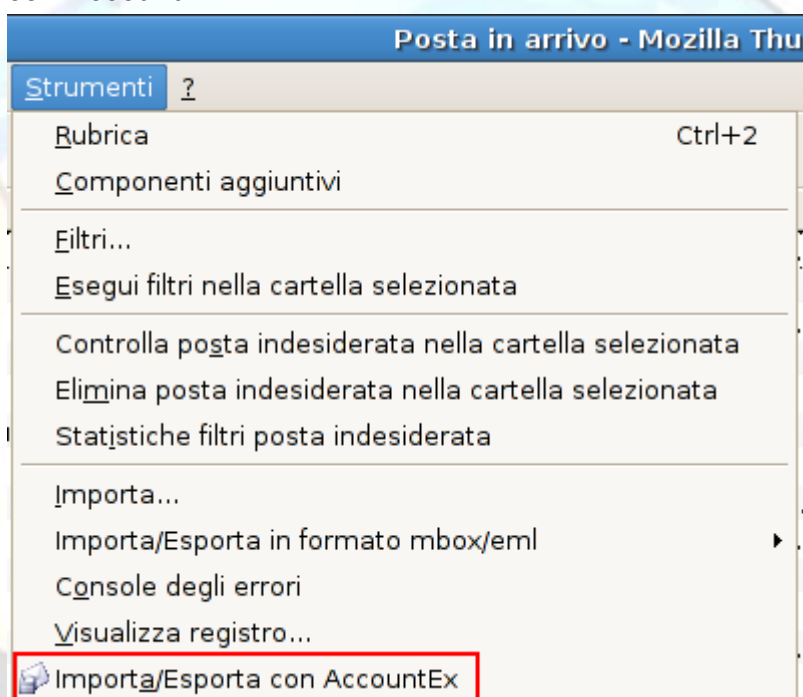 Posta in arrivo - Mozilla Thu
Strumenti ?
Rubrica Ctrl+2
Componenti aggiuntivi
Filtri...
Esegui filtri nella cartella selezionata
Controlla posta indesiderata nella cartella selezionata
Elimina posta indesiderata nella cartella selezionata
Statistiche filtri posta indesiderata
Importa...
Importa/Esporta in formato mbox/eml
Console degli errori
Visualizza registro...
Importa/Esporta con AccountEx